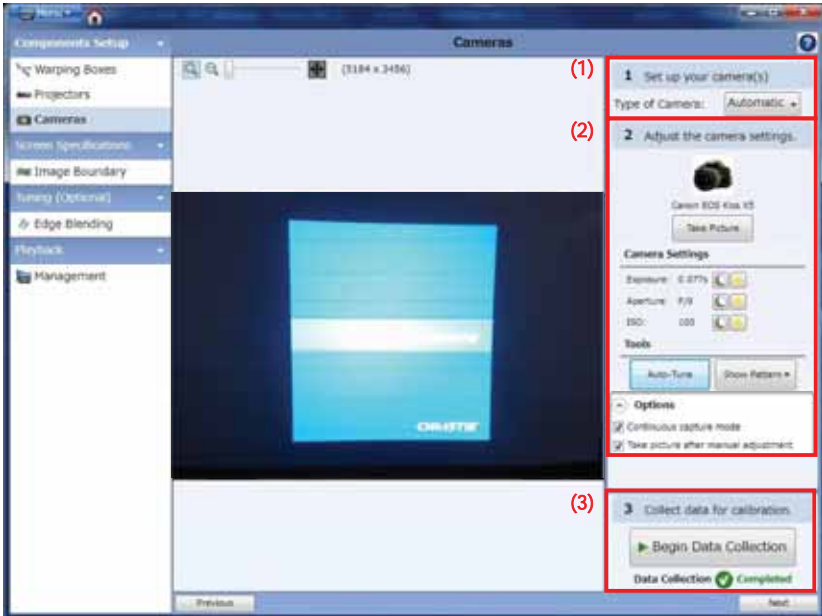 Menu
Components Setup
Cameras
Warping Boxes
Projectors
Cameras
Screen Specifications
Image Boundary
Tuning (Optional)
Edge Blending
Playback
Management
(5184 x 3456)
CHRISTIE
(1)
1 Set up your camera(s)
Type of Camera: Automatic
(2)
2 Adjust the camera settings.
Canon EOS Kiss X5
Take Picture
Camera Settings
Exposure: 0.077s
Aperture: F/9
ISO: 100
Tools
Auto-Tune Show Pattern
Options
Continuous capture mode
Take picture after manual adjustment
(3)
3 Collect data for calibration.
Begin Data Collection
Data Collection Completed
Previous Next